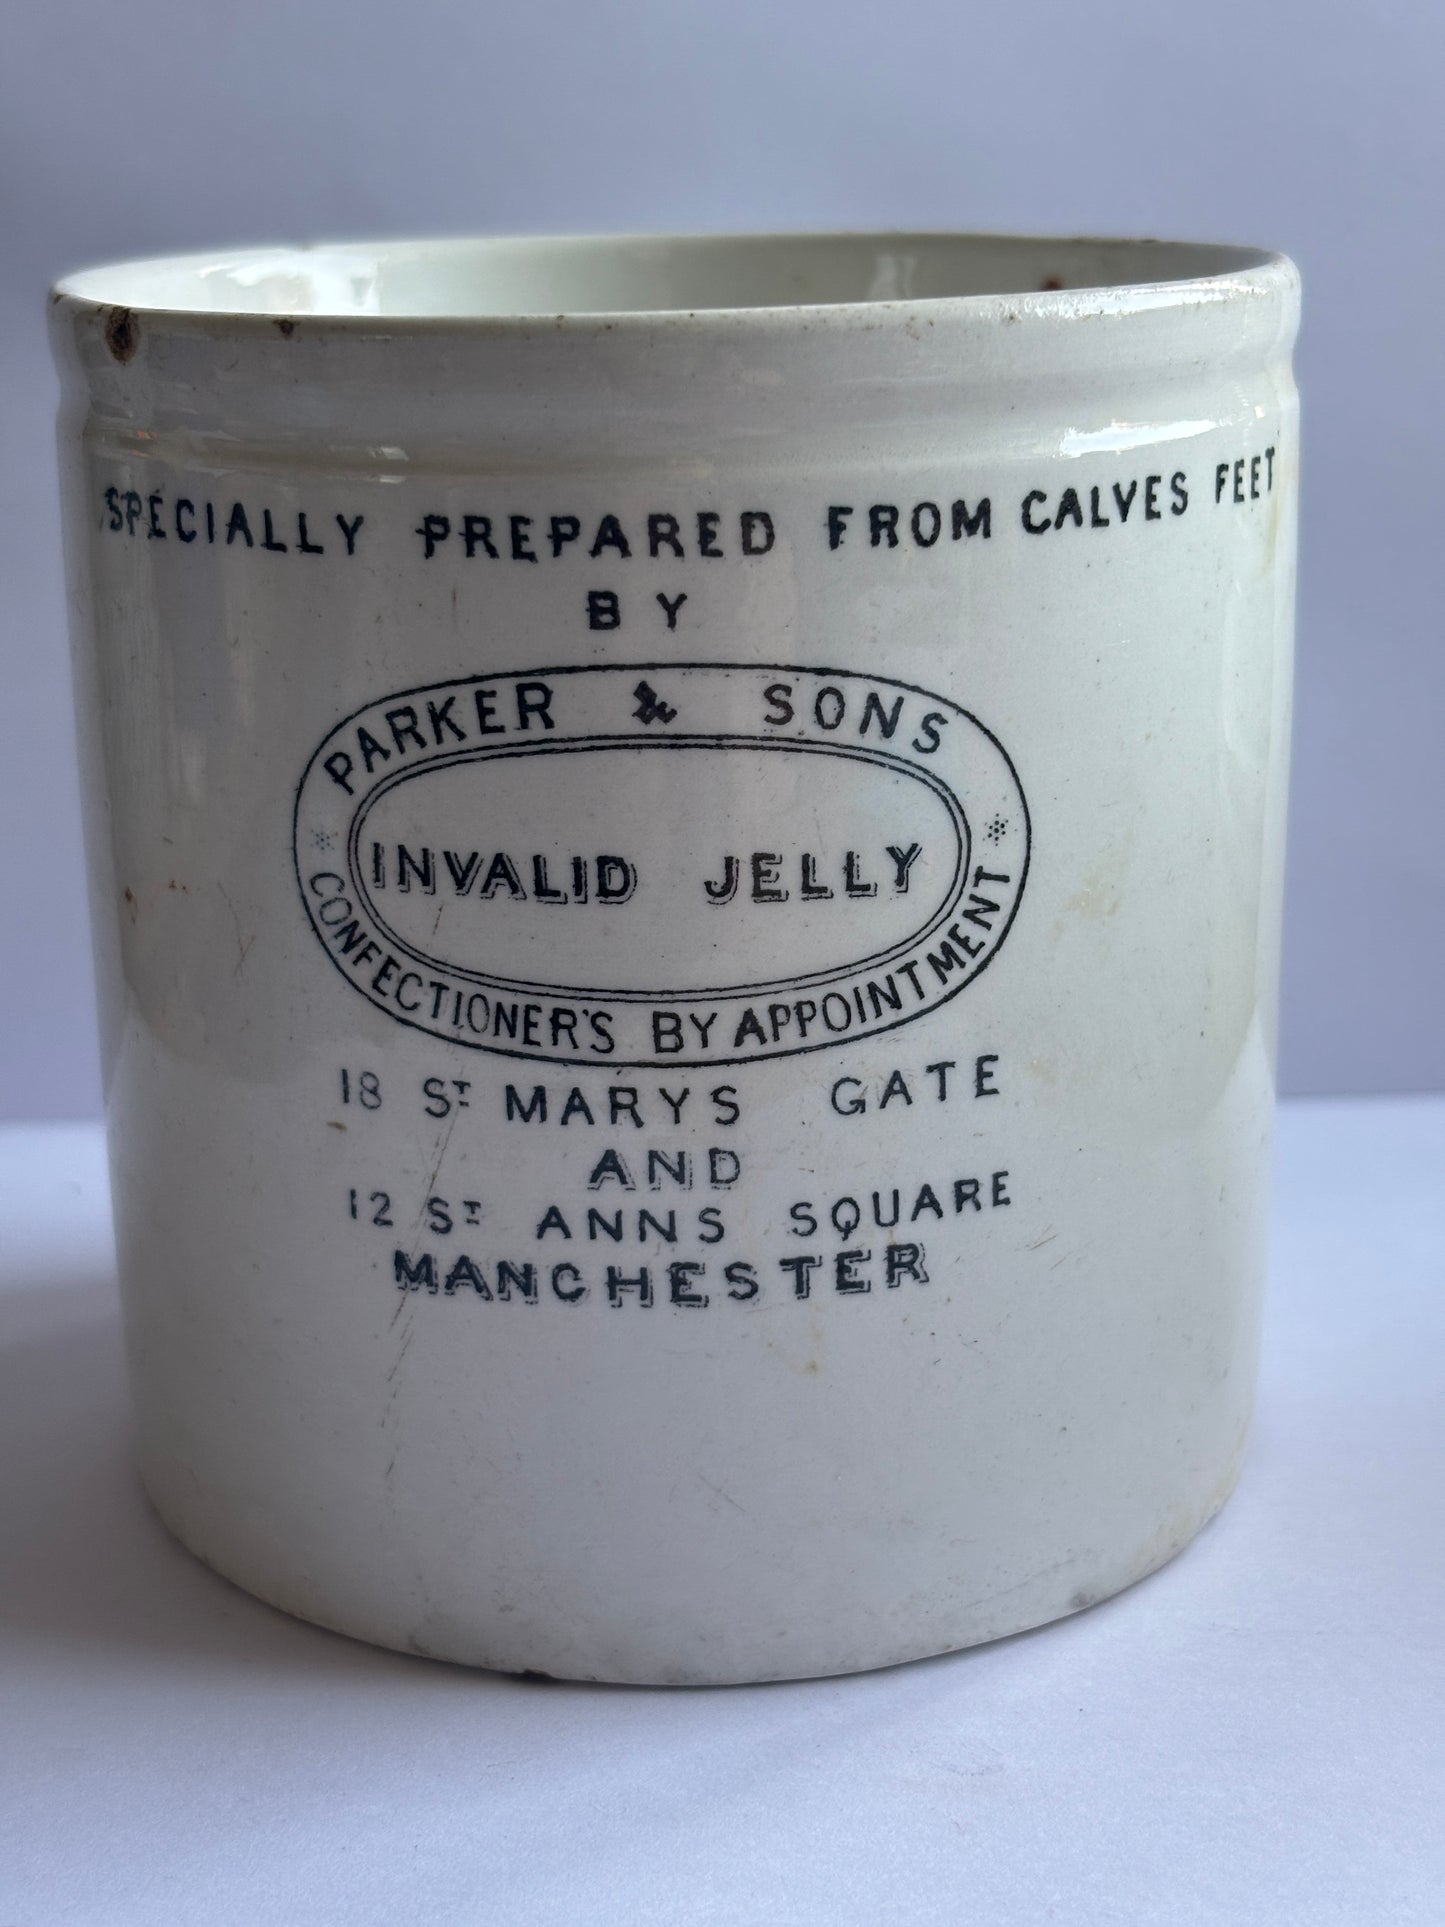 SPECIALLY PREPARED FROM CALVES FEET
BY
PARKER & SONS
INVALID JELLY
CONFECTIONER'S BY APPOINTMENT
18 ST MARYS GATE
AND
12 ST ANNS SQUARE
MANCHESTER